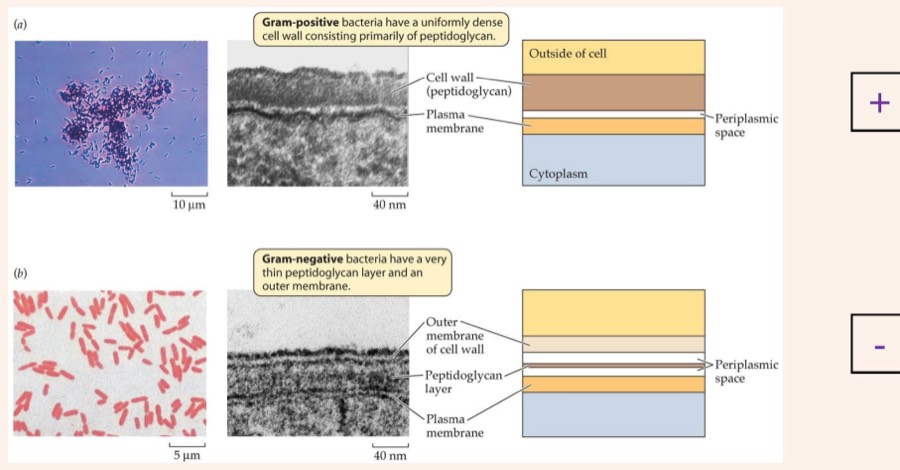 (a)
Gram-positive bacteria have a uniformly dense
cell wall consisting primarily of peptidoglycan.
Outside of cell
Cell wall
(peptidoglycan)
Plasma
membrane
Periplasmic
space
Cytoplasm
10 µm
40 nm
+
(b)
Gram-negative bacteria have a very
thin peptidoglycan layer and an
outer membrane.
Outer
membrane
of cell wall
Peptidoglycan
layer
Plasma
membrane
Periplasmic
space
5 µm
40 nm
-